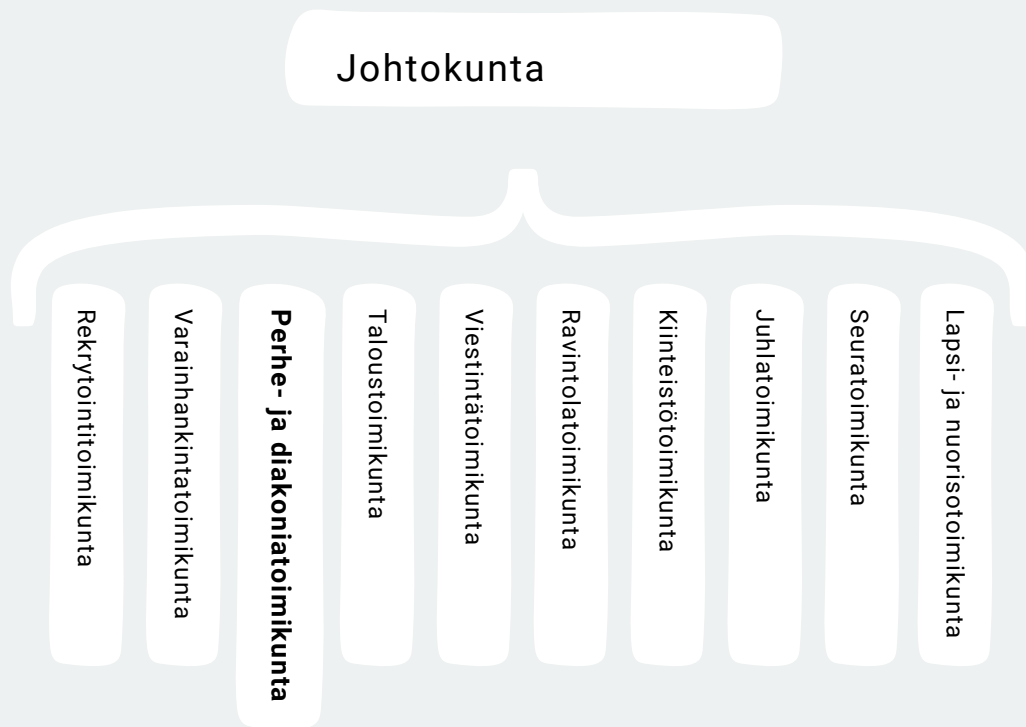 Johtokunta
Rekrytointitoimikunta
Varainhankintatoimikunta
Perhe- ja diakoniatoimikunta
Taloustoimikunta
Viestintätoimikunta
Ravintolatoimikunta
Kiinteistötoimikunta
Juhlatoimikunta
Seuratoimikunta
Lapsi- ja nuorisotoimikunta